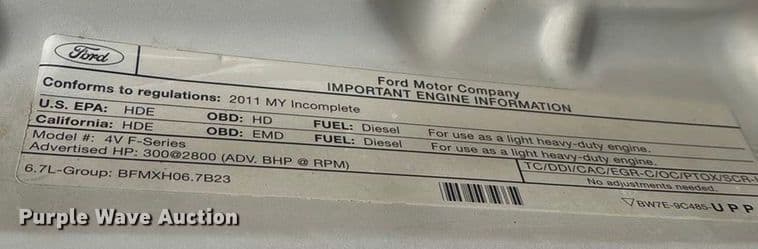 Ford
Ford Motor Company
IMPORTANT ENGINE INFORMATION
Conforms to regulations: 2011 MY Incomplete
U.S. EPA: HDE OBD: HD FUEL: Diesel For use as a light heavy-duty engine.
California: HDE OBD: EMD FUEL: Diesel For use as a light heavy-duty engine.
Model #: 4V F-Series
Advertised HP: 300@2800 (ADV. BHP @ RPM)
TC/DDI/CAC/EGR-C/OC/PTOX/SCR-
No adjustments needed.
6.7L-Group: BFMXH06.7B23
BW7E-9C485-UPP
Purple Wave Auction